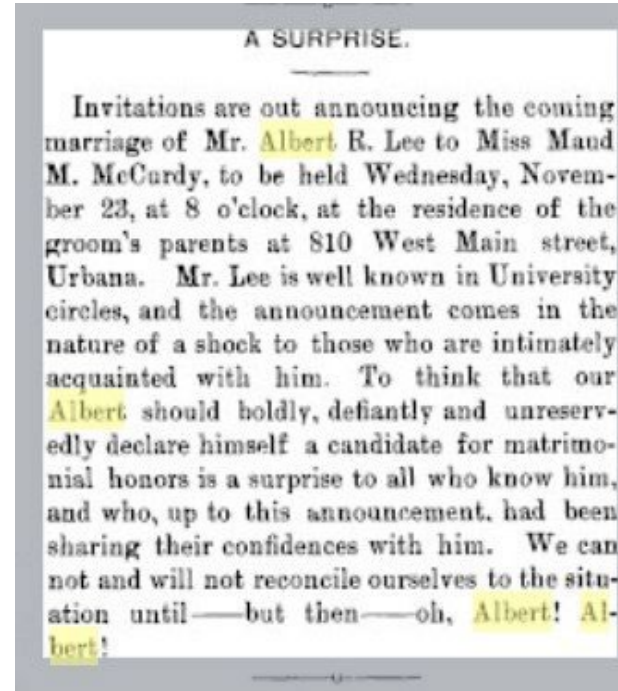 A SURPRISE.
Invitations are out announcing the coming
marriage of Mr. Albert R. Lee to Miss Maud
M. McCurdy, to be held Wednesday, Novem-
ber 23, at 8 o'clock, at the residence of the
groom's parents at 810 West Main street,
Urbana. Mr. Lee is well known in University
circles, and the announcement comes in the
nature of a shock to those who are intimately
acquainted with him. To think that our
Albert should boldly, defiantly and unreserv-
edly declare himself a candidate for matrimo-
nial honors is a surprise to all who know him,
and who, up to this announcement, had been
sharing their confidences with him. We can
not and will not reconcile ourselves to the situ-
ation until——but then——oh, Albert! Al-
bert!